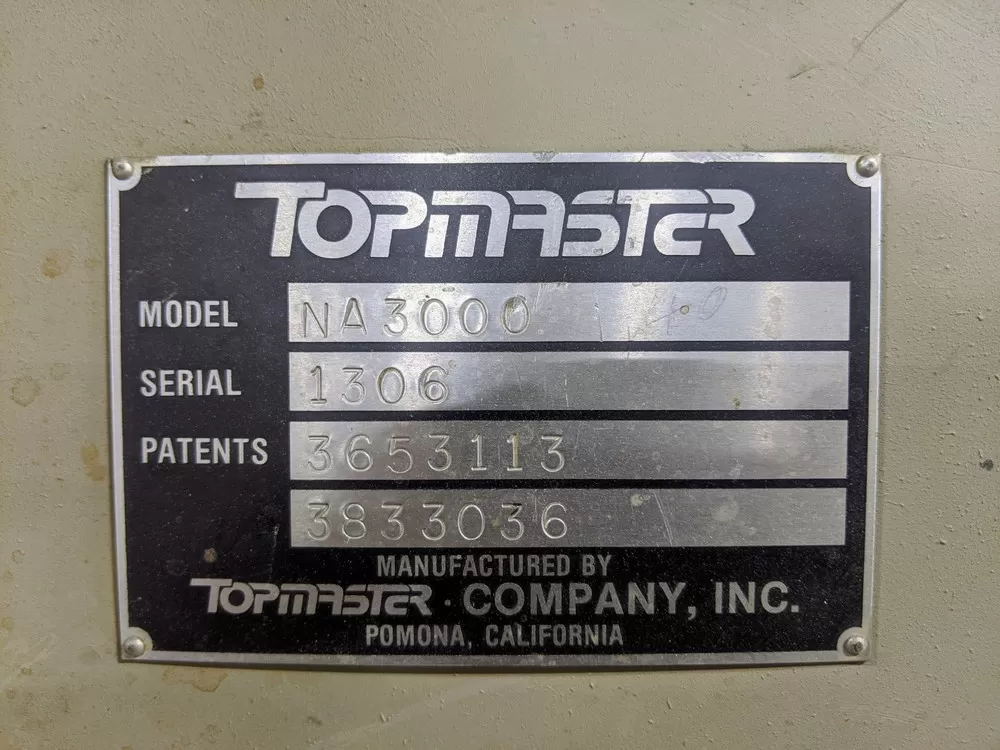 TOPMASTER
MODEL NA3000
SERIAL 1306
PATENTS 3653113
3833036
MANUFACTURED BY
TOPMASTER · COMPANY, INC.
POMONA, CALIFORNIA